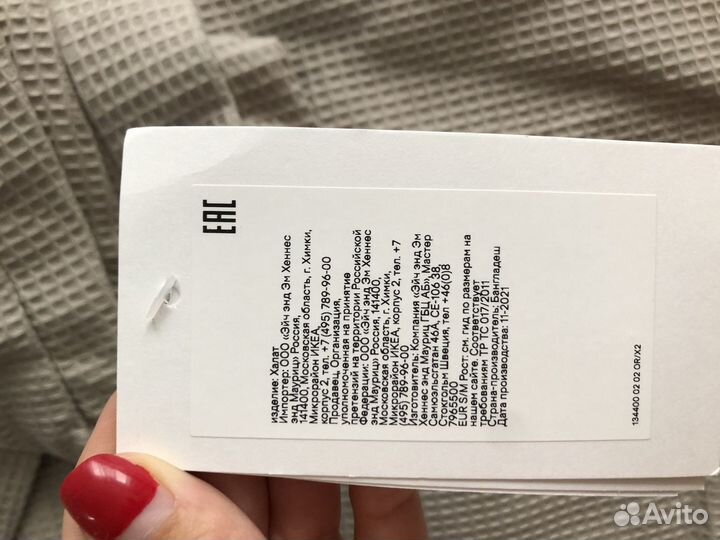 EAC
изделие: Халат
Импортер: ООО «Эйч энд Эм Хеннес
энд Мауриц» Россия,
141400, Московская область, г. Химки,
Микрорайон ИКЕА,
корпус 2, тел. +7 (495) 789-96-00
Продавец, Организация,
уполномоченная на принятие
претензий на территории Российской
Федерации: ООО «Эйч энд Эм Хеннес
энд Мауриц» Россия, 141400,
Московская область, г. Химки,
Микрорайон ИКЕА, корпус 2, тел. +7
(495) 789-96-00
Изготовитель: Компания «Эйч энд Эм
Хеннес энд Мауриц ГБЦ АБ», Мастер
Самюэльсгатан 46А, СЕ-106 38,
Стокгольм Швеция, тел +46(0)8
7965500
EUR S/M Рост: см. гид по размерам на
нашем сайте. Соответствует
требованиям ТР ТС 017/2011
Страна-производитель: Бангладеш
Дата производства: 11-2021
134400 02 02 OR/X2
Avito